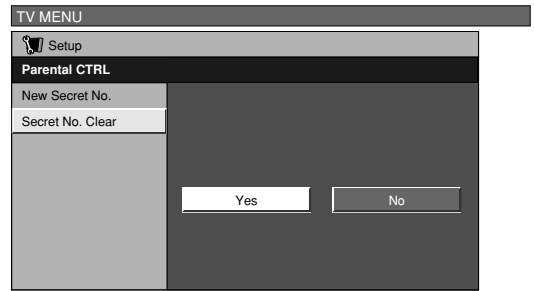 TV MENU
Setup
Parental CTRL
New Secret No.
Secret No. Clear
Yes No